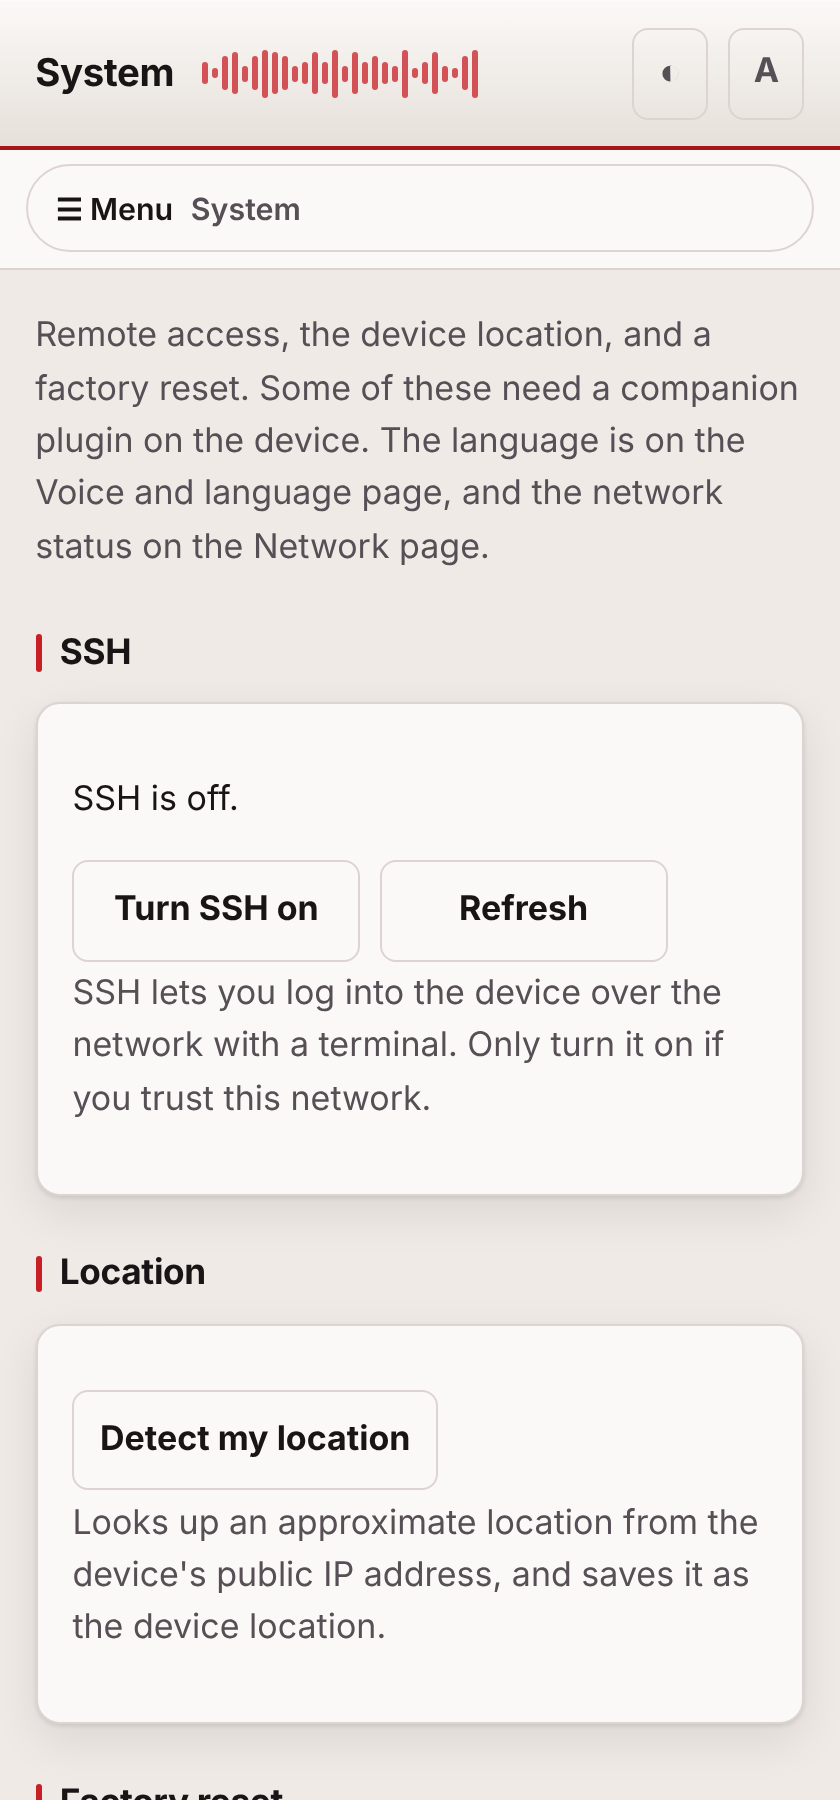 System
A
☰ Menu System
Remote access, the device location, and a
factory reset. Some of these need a companion
plugin on the device. The language is on the
Voice and language page, and the network
status on the Network page.
SSH
SSH is off.
Turn SSH on Refresh
SSH lets you log into the device over the
network with a terminal. Only turn it on if
you trust this network.
Location
Detect my location
Looks up an approximate location from the
device's public IP address, and saves it as
the device location.
Factory reset